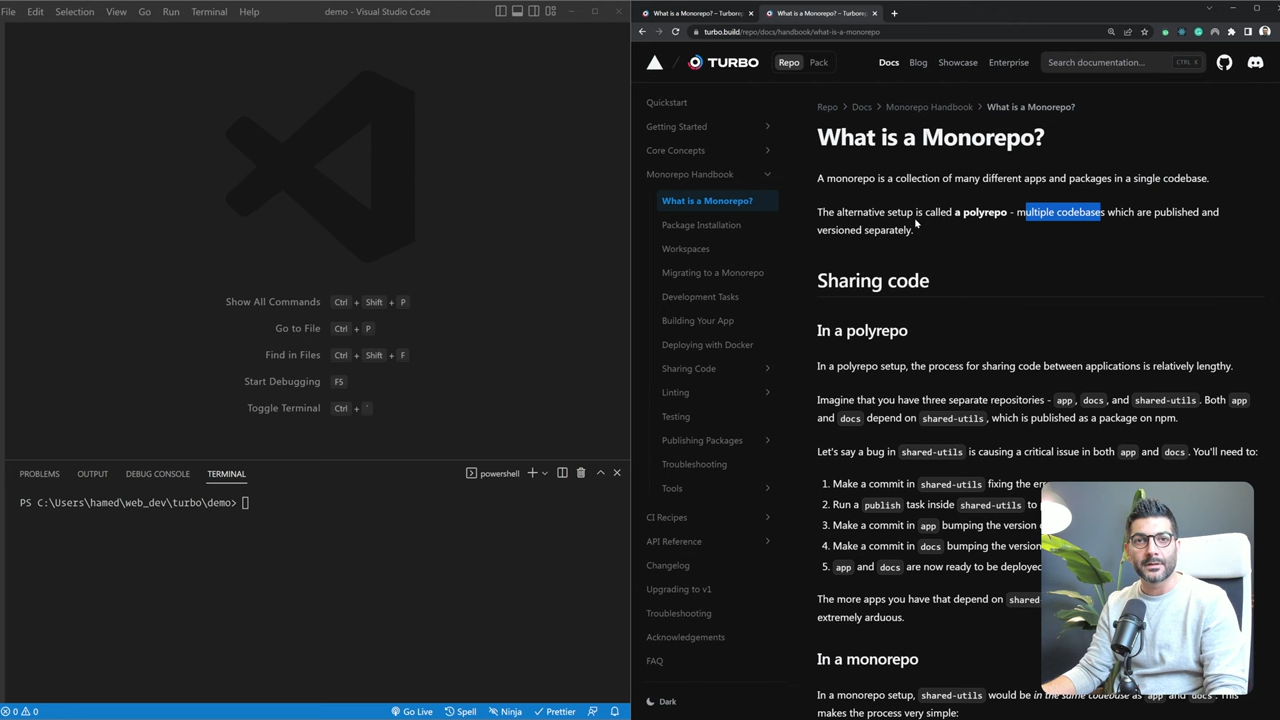 File Edit Selection View Go Run Terminal Help demo - Visual Studio Code
Show All Commands Ctrl + Shift + P
Go to File Ctrl + P
Find in Files Ctrl + Shift + F
Start Debugging F5
Toggle Terminal Ctrl + `
PROBLEMS OUTPUT DEBUG CONSOLE TERMINAL powershell
PS C:\Users\hamed\web_dev\turbo\demo>
0 0 Go Live Spell Ninja Prettier
What is a Monorepo? – Turborep What is a Monorepo? – Turborep
turbo.build/repo/docs/handbook/what-is-a-monorepo
TURBO Repo Pack Docs Blog Showcase Enterprise Search documentation... CTRL K
Quickstart
Getting Started
Core Concepts
Monorepo Handbook
What is a Monorepo?
Package Installation
Workspaces
Migrating to a Monorepo
Development Tasks
Building Your App
Deploying with Docker
Sharing Code
Linting
Testing
Publishing Packages
Troubleshooting
Tools
CI Recipes
API Reference
Changelog
Upgrading to v1
Troubleshooting
Acknowledgements
FAQ
Dark
Repo > Docs > Monorepo Handbook > What is a Monorepo?
What is a Monorepo?
A monorepo is a collection of many different apps and packages in a single codebase.
The alternative setup is called a polyrepo - multiple codebases which are published and
versioned separately.
Sharing code
In a polyrepo
In a polyrepo setup, the process for sharing code between applications is relatively lengthy.
Imagine that you have three separate repositories - app, docs, and shared-utils. Both app
and docs depend on shared-utils, which is published as a package on npm.
Let's say a bug in shared-utils is causing a critical issue in both app and docs. You'll need to:
1. Make a commit in shared-utils fixing the
2. Run a publish task inside shared-utils to
3. Make a commit in app bumping the version
4. Make a commit in docs bumping the version
5. app and docs are now ready to be deployed
The more apps you have that depend on
extremely arduous.
In a monorepo
In a monorepo setup, shared-utils would be in the same codebase as app and docs. This
makes the process very simple: